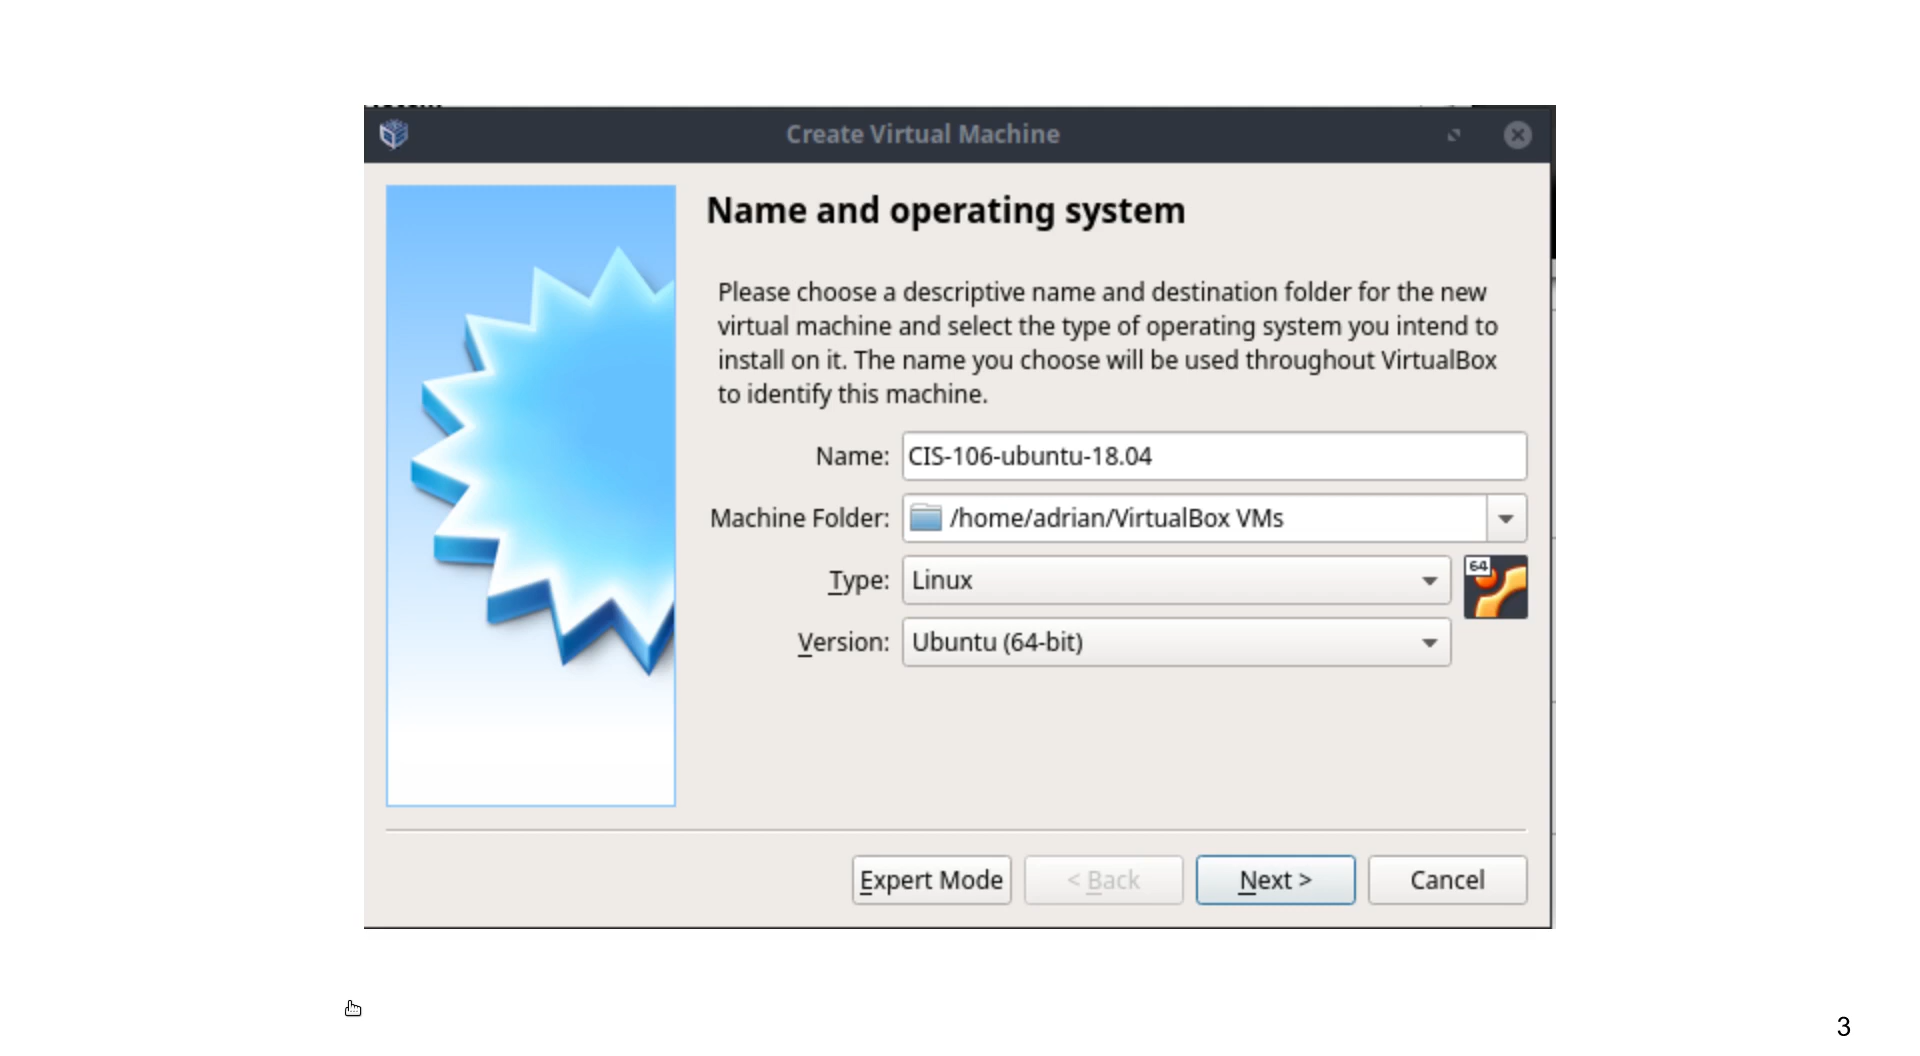 Create Virtual Machine
Name and operating system
Please choose a descriptive name and destination folder for the new
virtual machine and select the type of operating system you intend to
install on it. The name you choose will be used throughout VirtualBox
to identify this machine.
Name: CIS-106-ubuntu-18.04
Machine Folder: /home/adrian/VirtualBox VMs
Type: Linux 64
Version: Ubuntu (64-bit)
Expert Mode < Back Next > Cancel
3